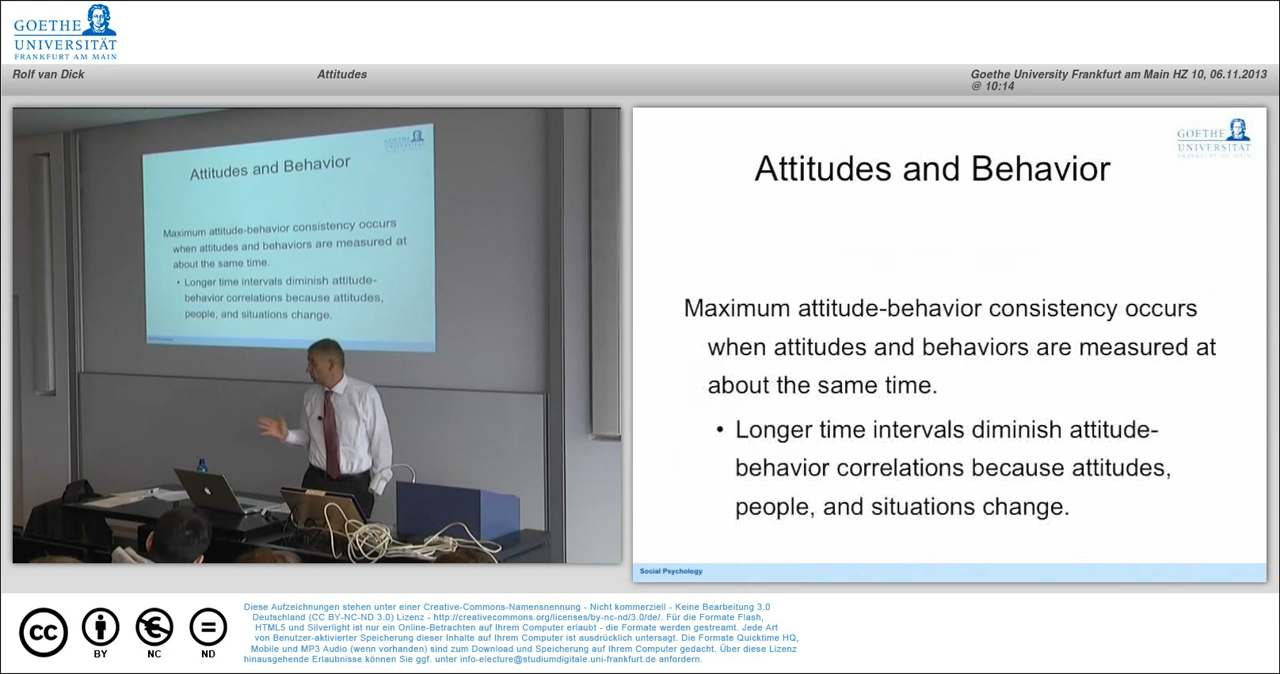 GOETHE
UNIVERSITÄT
FRANKFURT AM MAIN
Rolf van Dick
Attitudes
Goethe University Frankfurt am Main HZ 10, 06.11.2013
@ 10:14
GOETHE
UNIVERSITÄT
Attitudes and Behavior
Maximum attitude-behavior consistency occurs
when attitudes and behaviors are measured at
about the same time.
• Longer time intervals diminish attitude-
behavior correlations because attitudes,
people, and situations change.
GOETHE
UNIVERSITÄT
FRANKFURT AM MAIN
Attitudes and Behavior
Maximum attitude-behavior consistency occurs
when attitudes and behaviors are measured at
about the same time.
• Longer time intervals diminish attitude-
behavior correlations because attitudes,
people, and situations change.
Social Psychology
cc
BY
NC
ND
Diese Aufzeichnungen stehen unter einer Creative-Commons-Namensnennung - Nicht kommerziell - Keine Bearbeitung 3.0
Deutschland (CC BY-NC-ND 3.0) Lizenz - http://creativecommons.org/licenses/by-nc-nd/3.0/de/. Für die Formate Flash,
HTML5 und Silverlight ist nur ein Online-Betrachten auf Ihrem Computer erlaubt - die Formate werden gestreamt. Jede Art
von Benutzer-aktivierter Speicherung dieser Inhalte auf Ihrem Computer ist ausdrücklich untersagt. Die Formate Quicktime HQ,
Mobile und MP3 Audio (wenn vorhanden) sind zum Download und Speicherung auf Ihrem Computer gedacht. Über diese Lizenz
hinausgehende Erlaubnisse können Sie ggf. unter info-electure@studiumdigitale.uni-frankfurt.de anfordern.